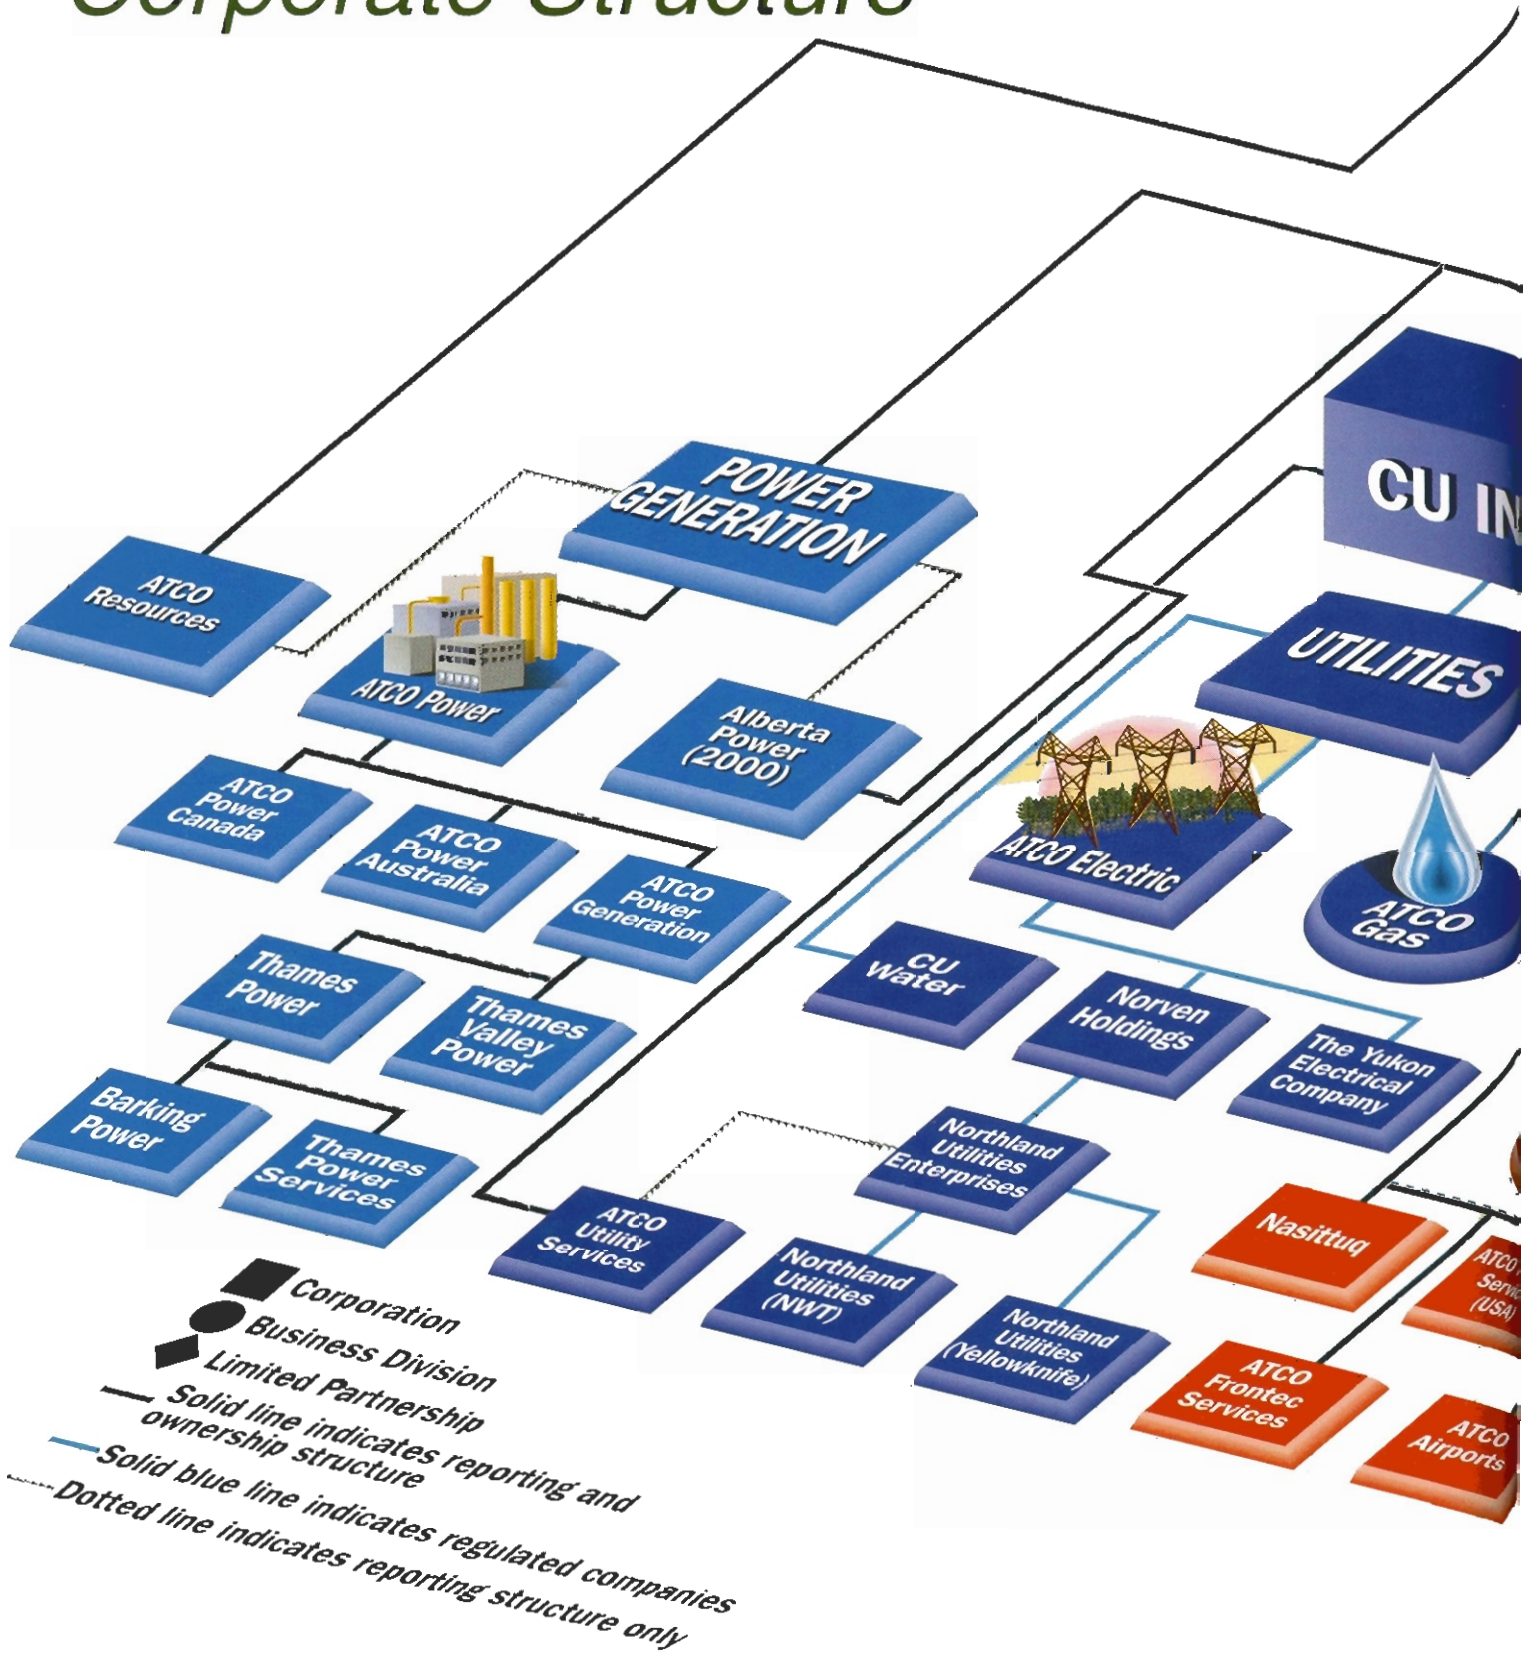 Corporate Structure
POWER
GENERATION
CU IN
ATCO
Resources
UTILITIES
ATCO Power
Alberta
Power
(2000)
ATCO
Power
Canada
ATCO
Power
Australia
ATCO
Power
Generation
ATCO Electric
ATCO
Gas
Thames
Power
Thames
Valley
Power
CU
Water
Norven
Holdings
The Yukon
Electrical
Company
Barking
Power
Thames
Power
Services
Northland
Utilities
Enterprises
ATCO
Utility
Services
Northland
Utilities
(NWT)
Northland
Utilities
(Yellowknife)
Nasittuq
ATCO
(USA)
ATCO
Frontec
Services
ATCO
Airports
Corporation
Business Division
Limited Partnership
Solid line indicates reporting and
ownership structure
Solid blue line indicates regulated companies
Dotted line indicates reporting structure only